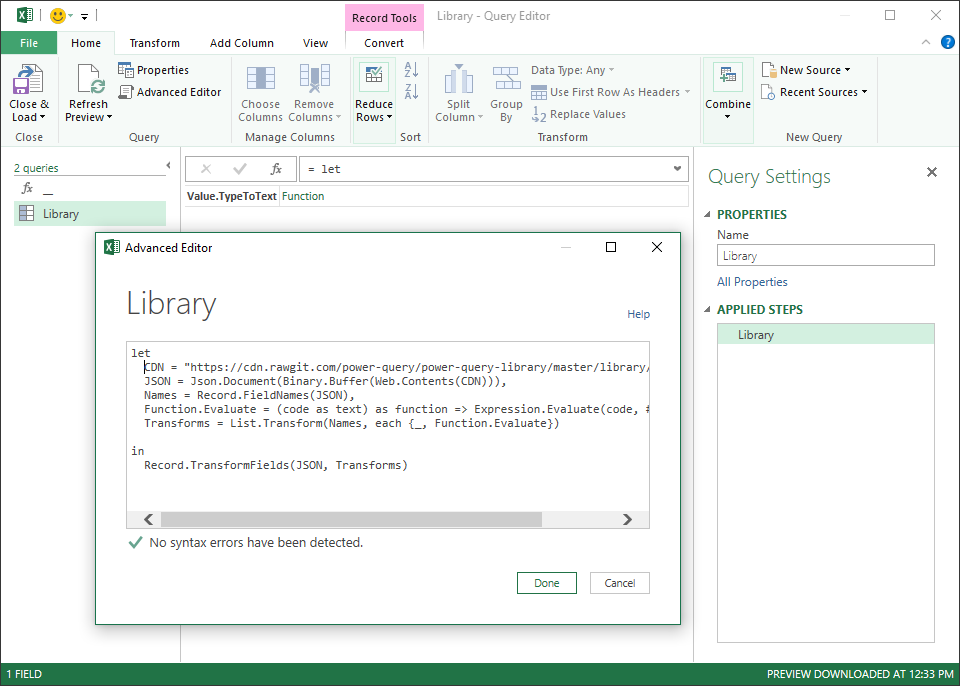 Record Tools
Library - Query Editor
File
Home
Transform
Add Column
View
Convert
?
Close &
Load
Refresh
Preview
Properties
Advanced Editor
Choose
Columns
Remove
Columns
Reduce
Rows
A
Z
Z
A
Split
Column
Group
By
Data Type: Any
Use First Row As Headers
Replace Values
Combine
New Source
Recent Sources
Close
Query
Manage Columns
Sort
Transform
New Query
2 queries
fx __
Library
fx
= let
Value.TypeToText Function
Query Settings
PROPERTIES
Name
Library
All Properties
APPLIED STEPS
Library
Advanced Editor
Library
Help
let
CDN = "https://cdn.rawgit.com/power-query/power-query-library/master/library/
JSON = Json.Document(Binary.Buffer(Web.Contents(CDN))),
Names = Record.FieldNames(JSON),
Function.Evaluate = (code as text) as function => Expression.Evaluate(code, #
Transforms = List.Transform(Names, each {_, Function.Evaluate})
in
Record.TransformFields(JSON, Transforms)
No syntax errors have been detected.
Done
Cancel
1 FIELD
PREVIEW DOWNLOADED AT 12:33 PM